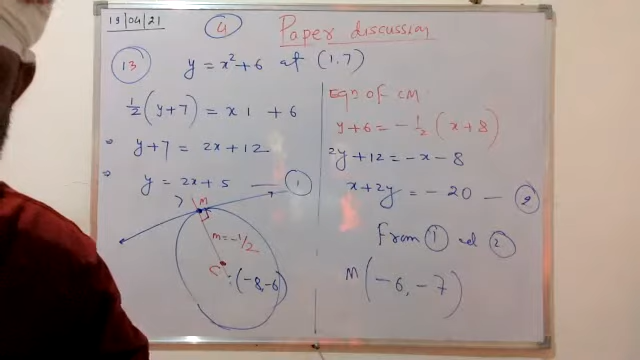 19/04/21
4
Paper discussion
13 y = x² + 6 at (1.7)
½(y+7) = x 1 + 6
y+7 = 2x+12
y = 2x+5 — 1
M
m = -1/2
C
(-8,-6)
Eqn of CM
y+6 = -½(x+8)
2y+12 = -x-8
x+2y = -20 — 2
From 1 and 2
M(-6,-7)